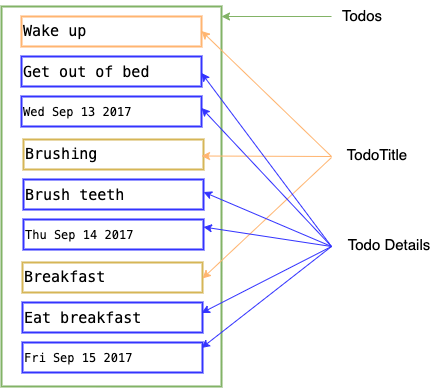 Wake up
Todos
Get out of bed
Wed Sep 13 2017
Brushing
TodoTitle
Brush teeth
Thu Sep 14 2017
Todo Details
Breakfast
Eat breakfast
Fri Sep 15 2017